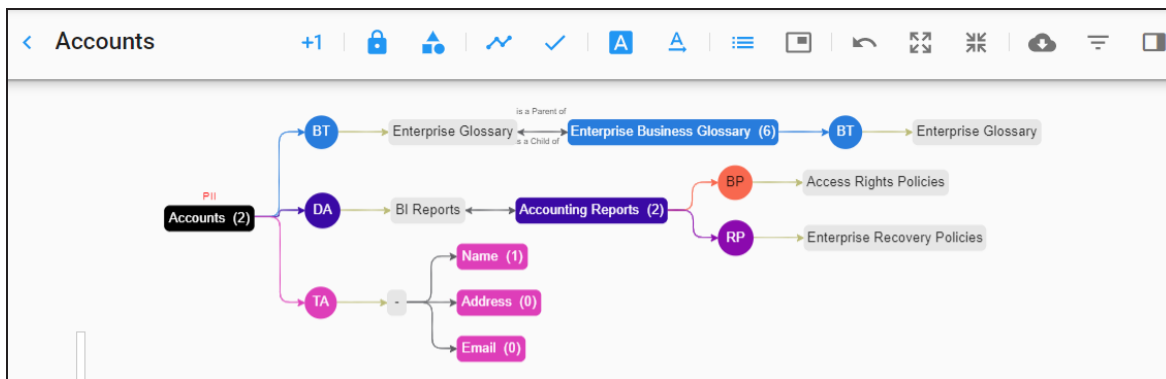 Accounts
+1
A
A
is a Parent of
BT
Enterprise Glossary
Enterprise Business Glossary (6)
BT
Enterprise Glossary
is a Child of
BP
Access Rights Policies
PII
Accounts (2)
DA
BI Reports
Accounting Reports (2)
RP
Enterprise Recovery Policies
Name (1)
TA
-
Address (0)
Email (0)